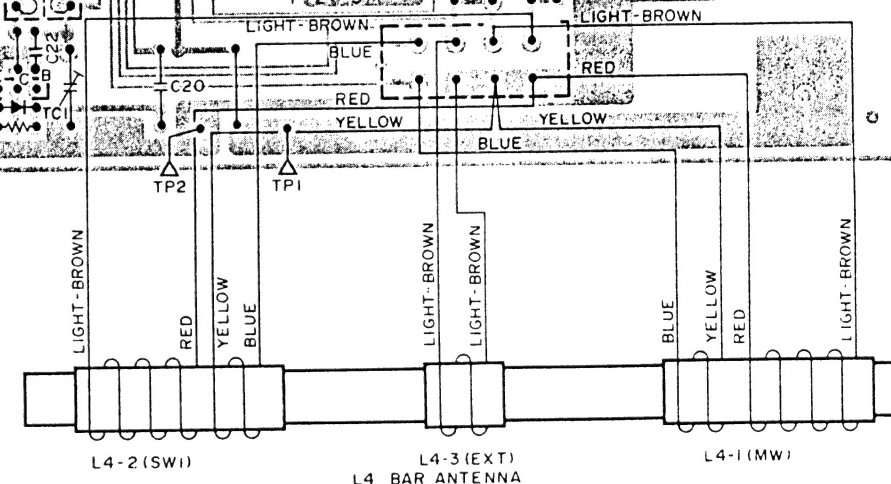 LIGHT-BROWN
LIGHT-BROWN
BLUE
C22
C B
RED
C20
TC1
RED
YELLOW
YELLOW
BLUE
TP2
TP1
LIGHT-BROWN
RED
YELLOW
BLUE
LIGHT-BROWN
LIGHT-BROWN
BLUE
YELLOW
RED
LIGHT-BROWN
L4-2(SW1)
L4-3(EXT)
L4-1(MW)
L4 BAR ANTENNA